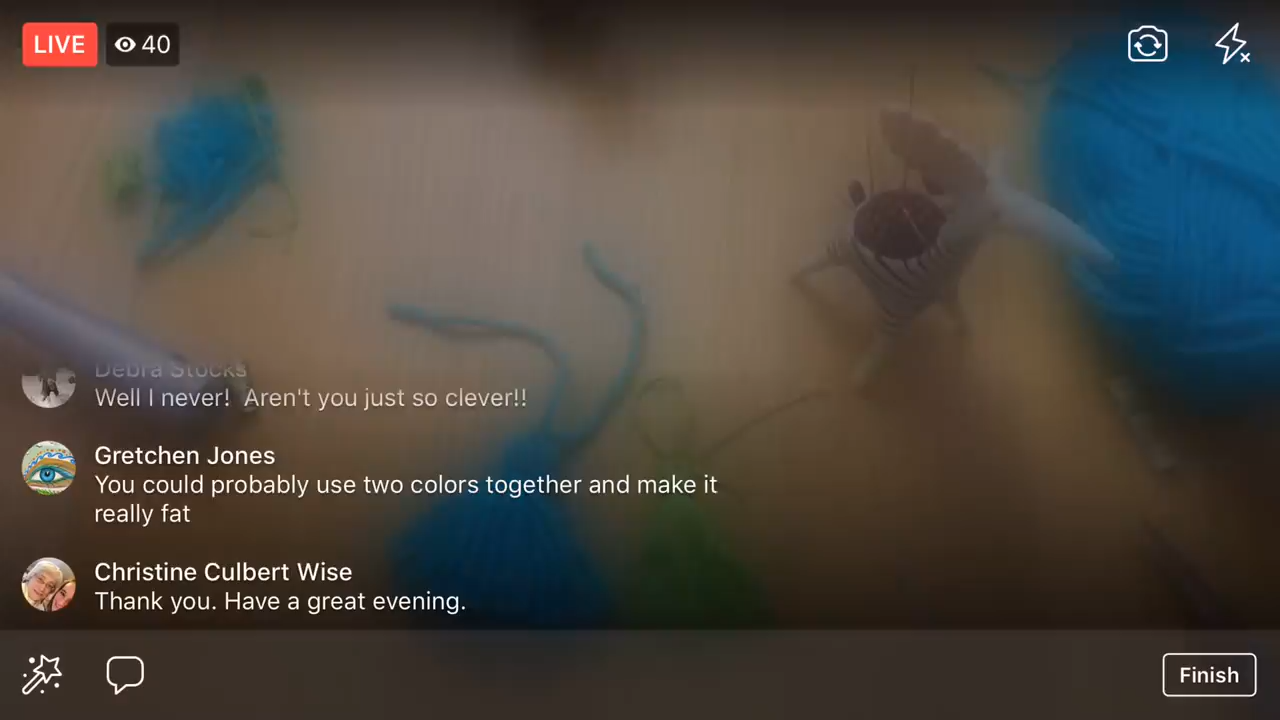 LIVE 40
Debra Stocks
Well I never!  Aren't you just so clever!!
Gretchen Jones
You could probably use two colors together and make it
really fat
Christine Culbert Wise
Thank you. Have a great evening.
Finish